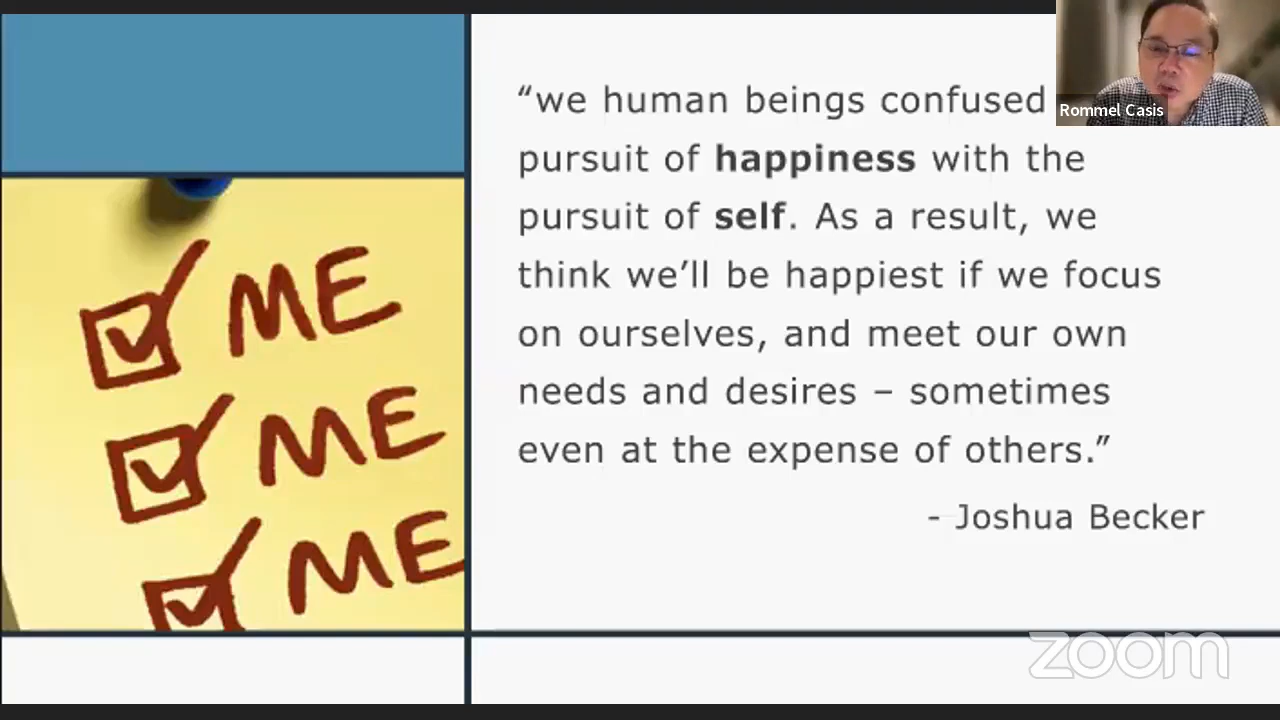 “we human beings confused
pursuit of happiness with the
pursuit of self. As a result, we
think we’ll be happiest if we focus
on ourselves, and meet our own
needs and desires – sometimes
even at the expense of others.”
- Joshua Becker
Rommel Casis
ME
ME
ME
zoom